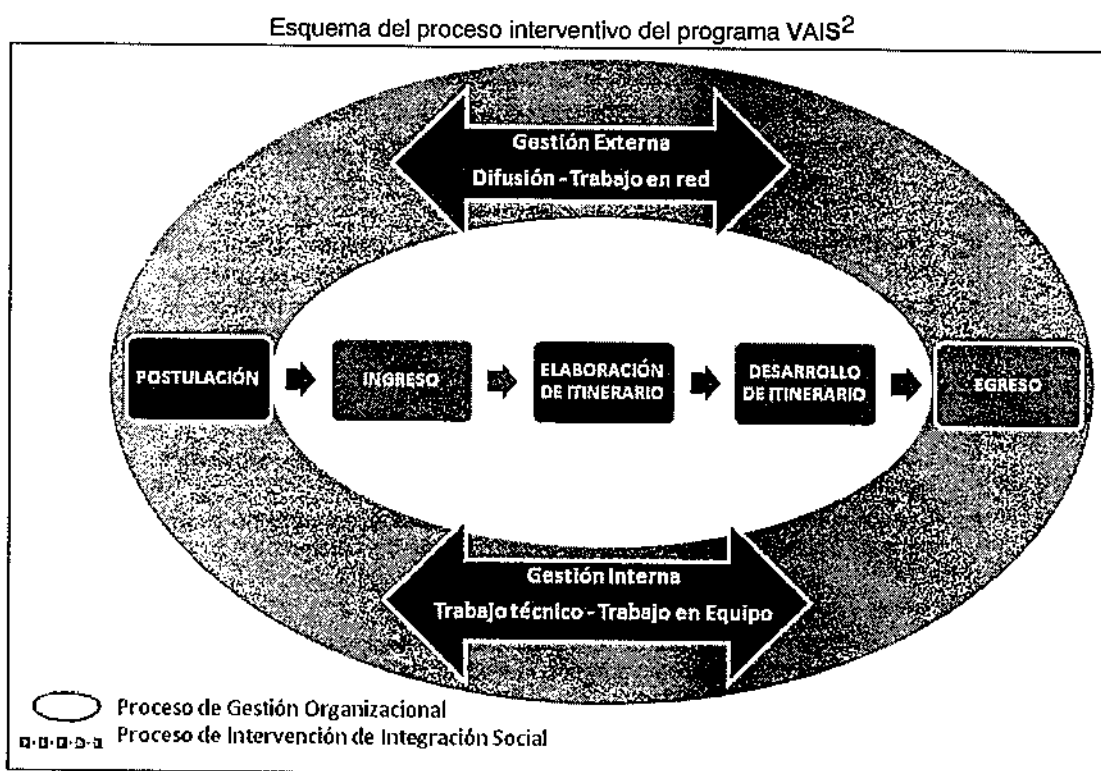 Esquema del proceso interventivo del programa VAIS2
Gestión Externa
Difusión - Trabajo en red
POSTULACIÓN
INGRESO
ELABORACIÓN
DE ITINERARIO
DESARROLLO
DE ITINERARIO
EGRESO
Gestión Interna
Trabajo técnico - Trabajo en Equipo
Proceso de Gestión Organizacional
Proceso de Intervención de Integración Social